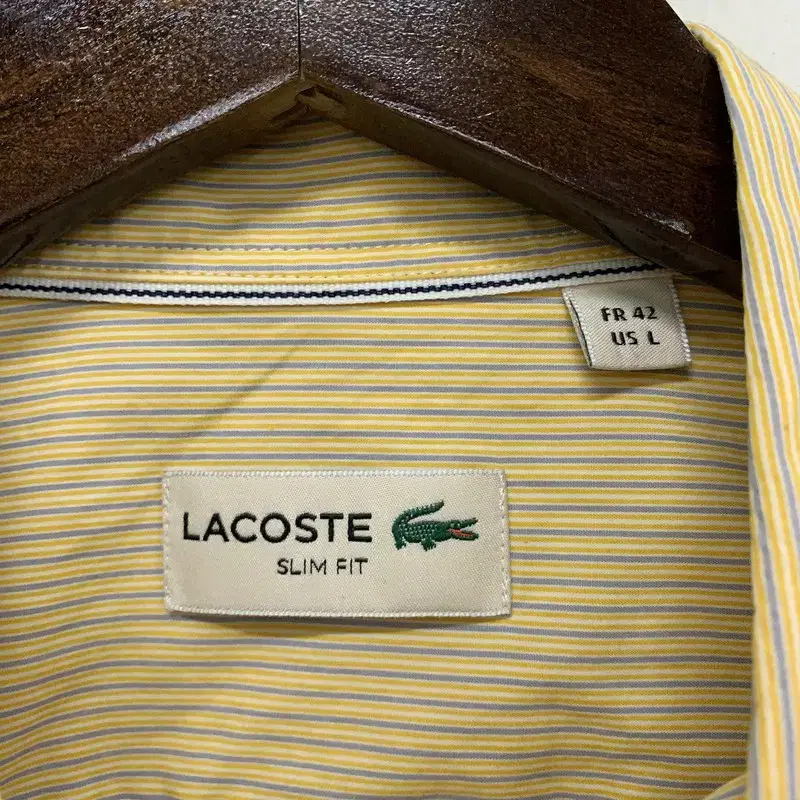 FR 42
US L
LACOSTE
SLIM FIT